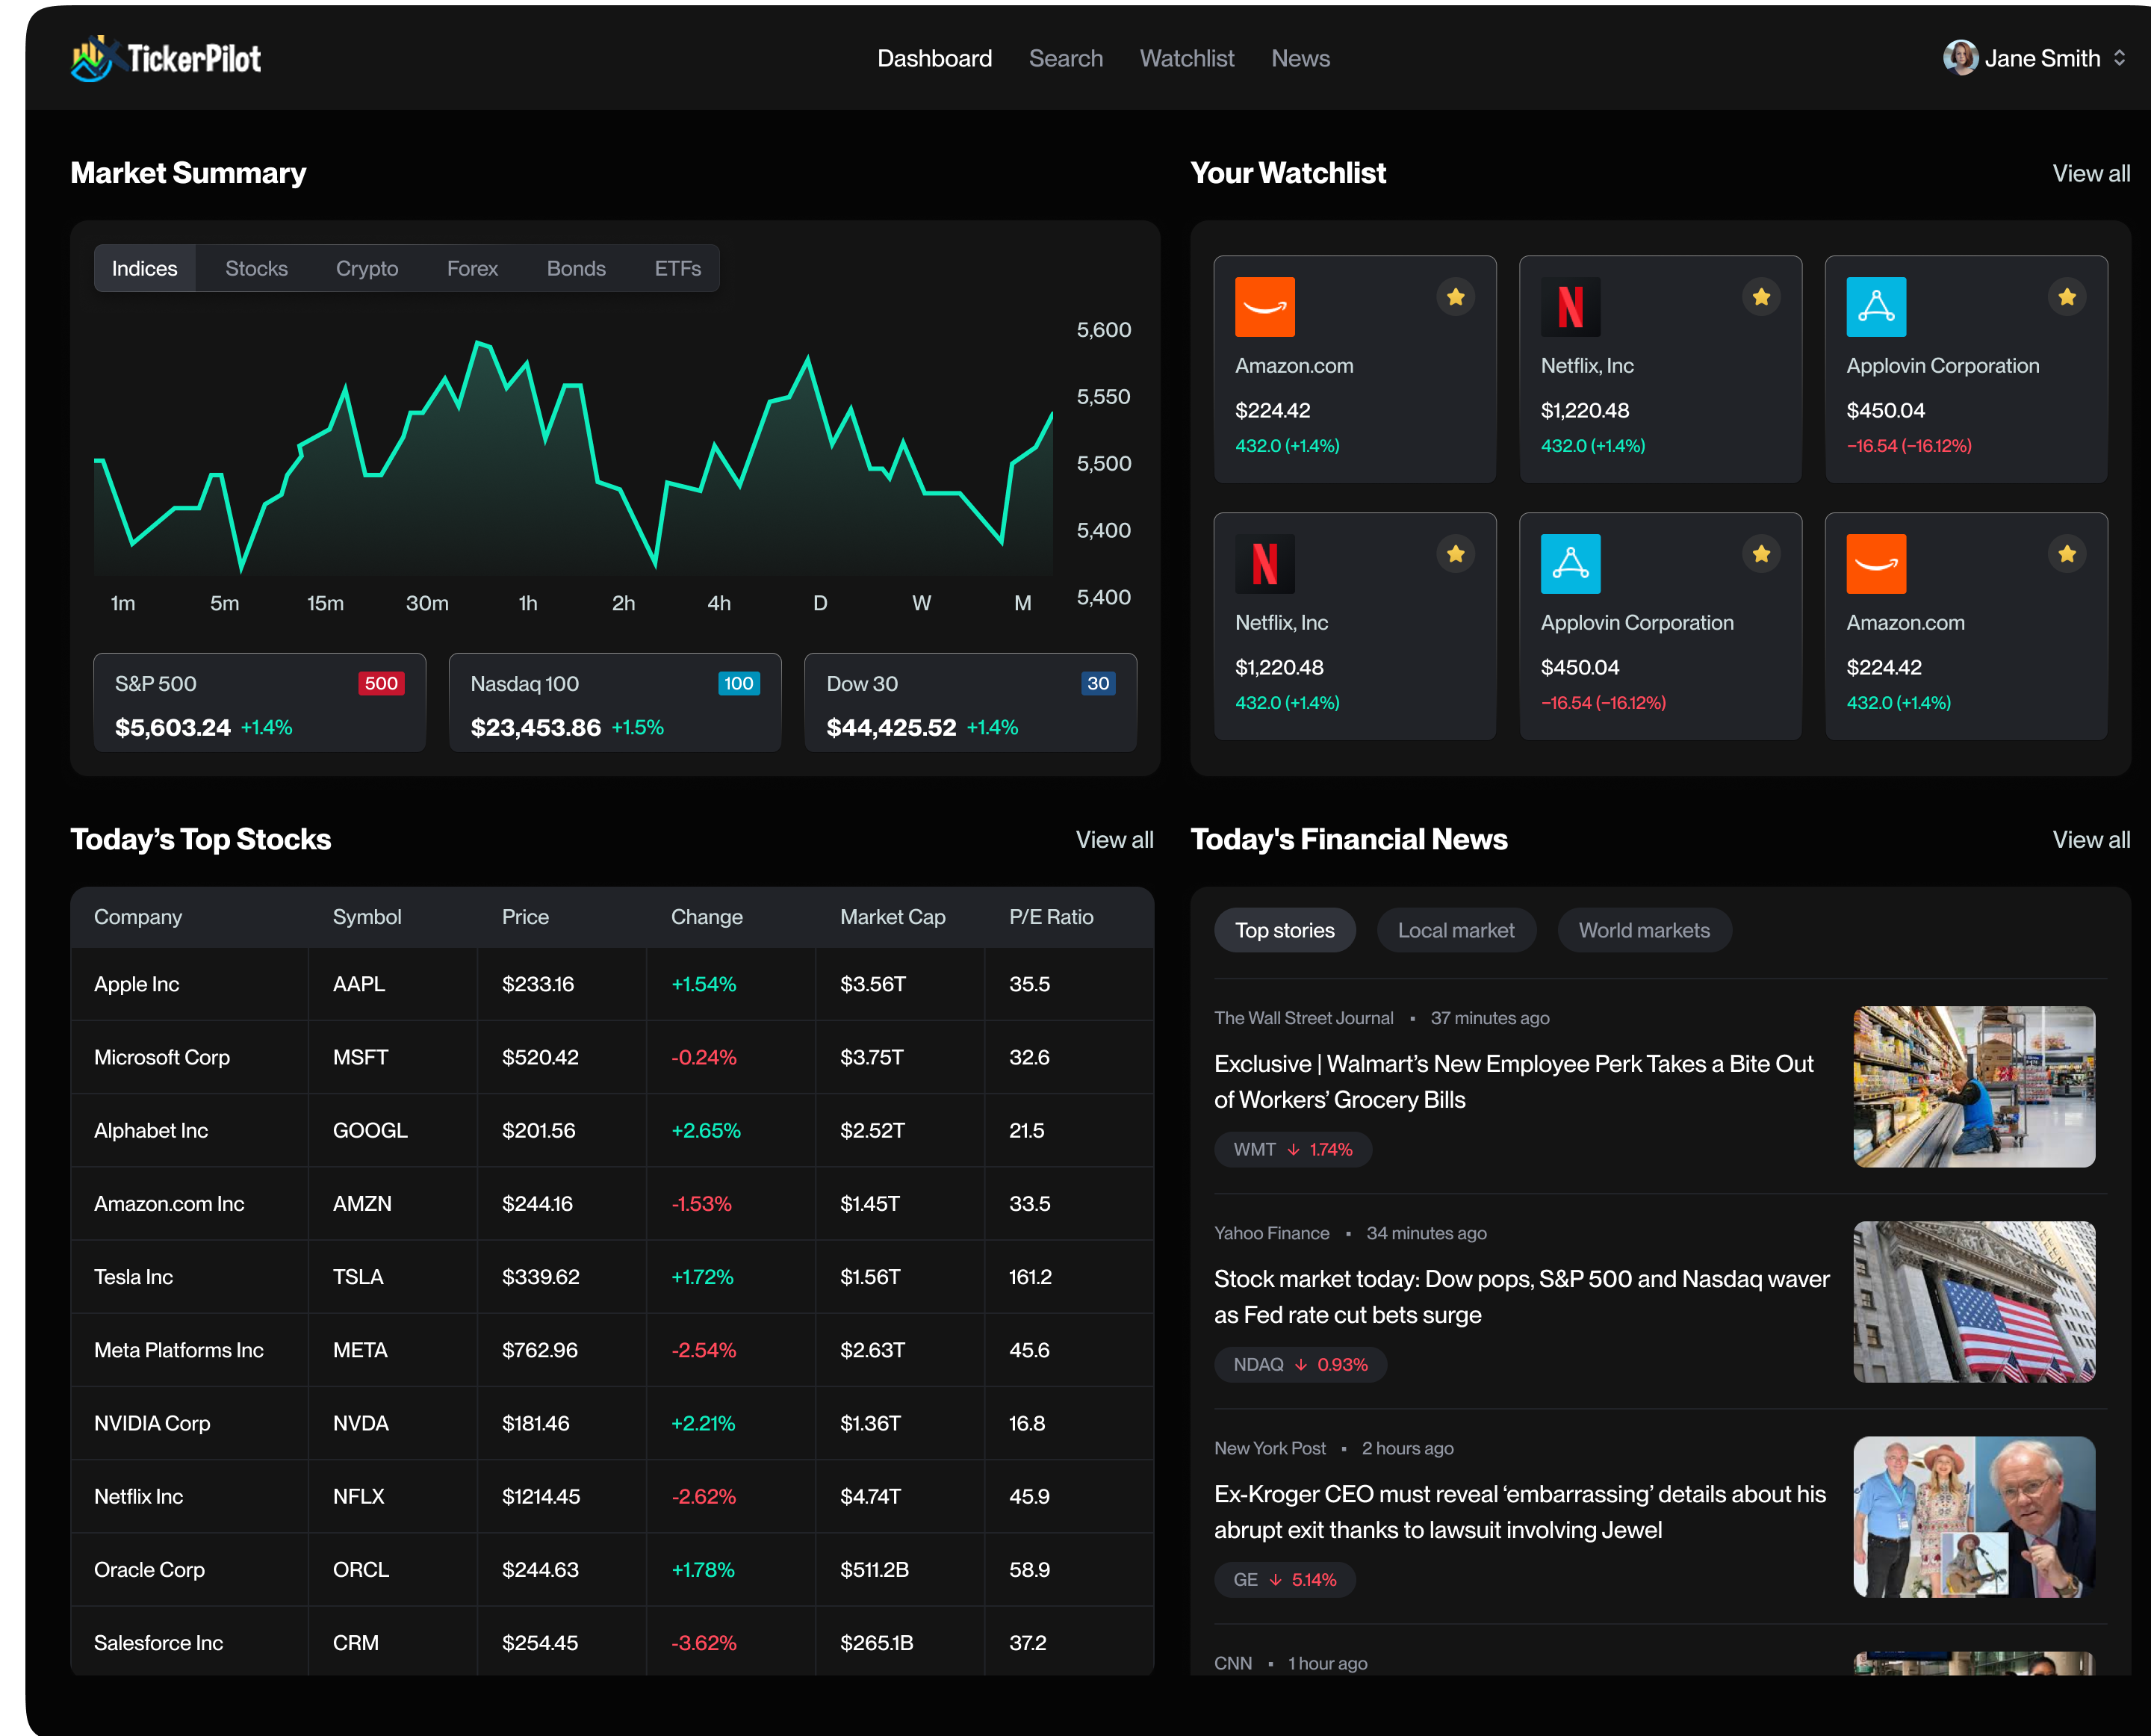 TickerPilot
Dashboard Search Watchlist News
Jane Smith
Market Summary
Indices Stocks Crypto Forex Bonds ETFs
5,600
5,550
5,500
5,400
5,400
1m 5m 15m 30m 1h 2h 4h D W M
S&P 500 500
$5,603.24 +1.4%
Nasdaq 100 100
$23,453.86 +1.5%
Dow 30 30
$44,425.52 +1.4%
Your Watchlist View all
Amazon.com
$224.42
432.0 (+1.4%)
N
Netflix, Inc
$1,220.48
432.0 (+1.4%)
Applovin Corporation
$450.04
−16.54 (−16.12%)
N
Netflix, Inc
$1,220.48
432.0 (+1.4%)
Applovin Corporation
$450.04
−16.54 (−16.12%)
Amazon.com
$224.42
432.0 (+1.4%)
Today’s Top Stocks View all
Company Symbol Price Change Market Cap P/E Ratio
Apple Inc AAPL $233.16 +1.54% $3.56T 35.5
Microsoft Corp MSFT $520.42 -0.24% $3.75T 32.6
Alphabet Inc GOOGL $201.56 +2.65% $2.52T 21.5
Amazon.com Inc AMZN $244.16 -1.53% $1.45T 33.5
Tesla Inc TSLA $339.62 +1.72% $1.56T 161.2
Meta Platforms Inc META $762.96 -2.54% $2.63T 45.6
NVIDIA Corp NVDA $181.46 +2.21% $1.36T 16.8
Netflix Inc NFLX $1214.45 -2.62% $4.74T 45.9
Oracle Corp ORCL $244.63 +1.78% $511.2B 58.9
Salesforce Inc CRM $254.45 -3.62% $265.1B 37.2
Today's Financial News View all
Top stories Local market World markets
The Wall Street Journal ▪ 37 minutes ago
Exclusive | Walmart’s New Employee Perk Takes a Bite Out
of Workers’ Grocery Bills
WMT ↓ 1.74%
Yahoo Finance ▪ 34 minutes ago
Stock market today: Dow pops, S&P 500 and Nasdaq waver
as Fed rate cut bets surge
NDAQ ↓ 0.93%
New York Post ▪ 2 hours ago
Ex-Kroger CEO must reveal ‘embarrassing’ details about his
abrupt exit thanks to lawsuit involving Jewel
GE ↓ 5.14%
CNN ▪ 1 hour ago